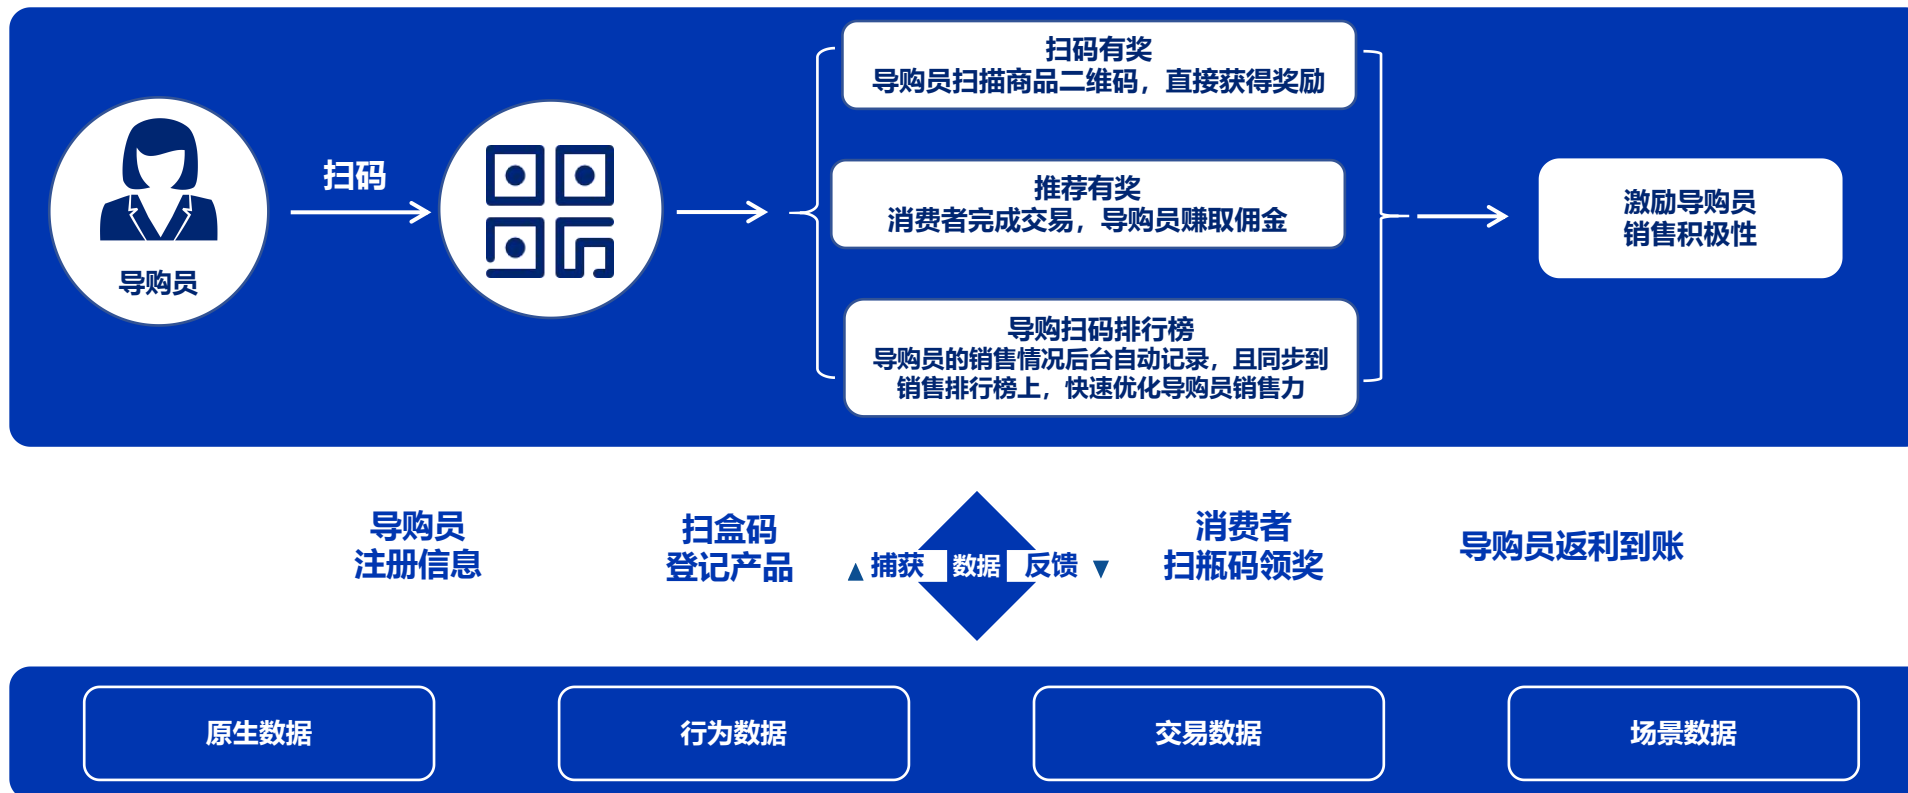 扫码有奖
导购员扫描商品二维码，直接获得奖励
扫码
导购员
推荐有奖
消费者完成交易，导购员赚取佣金
导购扫码排行榜
导购员的销售情况后台自动记录，且同步到
销售排行榜上，快速优化导购员销售力
激励导购员
销售积极性
导购员
注册信息
扫盒码
登记产品
▲ 捕获
数据
反馈 ▼
消费者
扫瓶码领奖
导购员返利到账
原生数据
行为数据
交易数据
场景数据